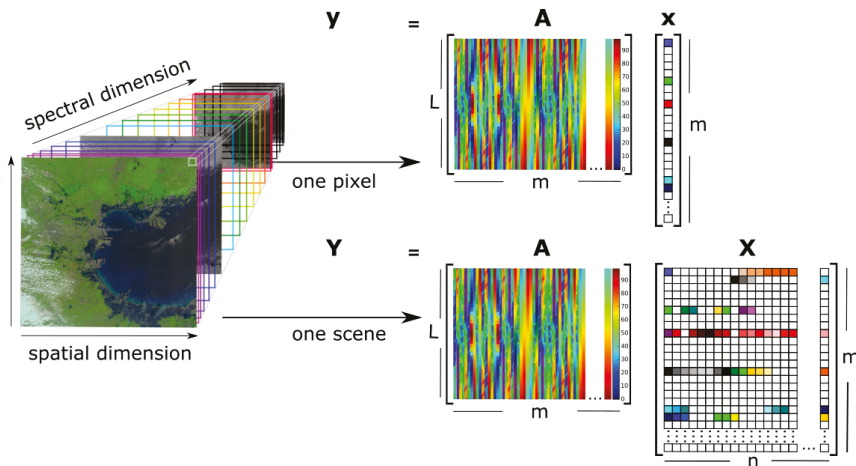 y = A x
spectral dimension
L
90
80
70
60
50
40
30
20
10
0
...
m
m
one pixel
Y = A X
L
90
80
70
60
50
40
30
20
10
0
...
m
m
...
n
one scene
spatial dimension